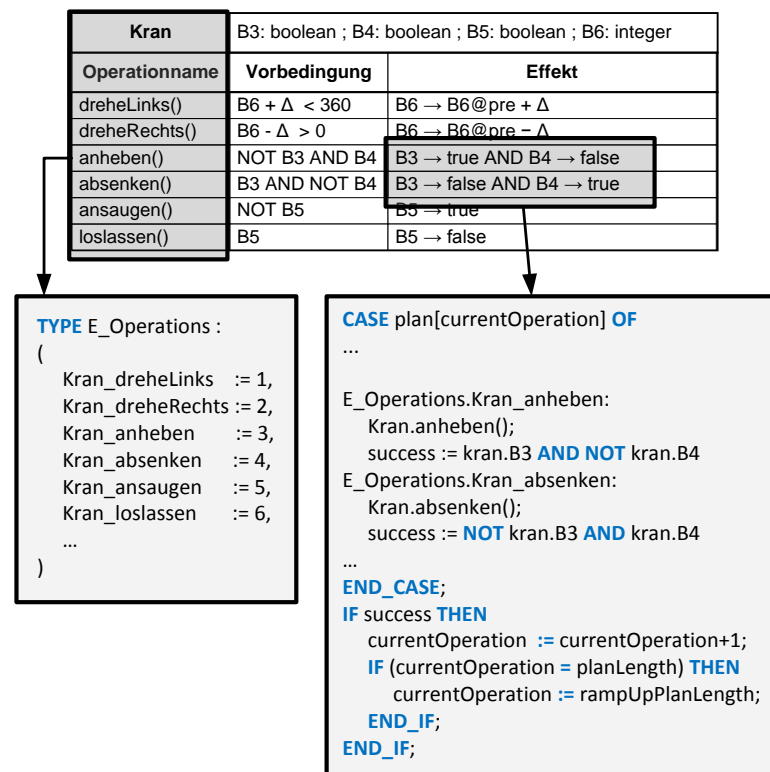 Kran B3: boolean ; B4: boolean ; B5: boolean ; B6: integer
Operationname Vorbedingung Effekt
dreheLinks() B6 + Δ < 360 B6 → B6@pre + Δ
dreheRechts() B6 - Δ > 0 B6 → B6@pre − Δ
anheben() NOT B3 AND B4 B3 → true AND B4 → false
absenken() B3 AND NOT B4 B3 → false AND B4 → true
ansaugen() NOT B5 B5 → true
loslassen() B5 B5 → false
TYPE E_Operations :
(
Kran_dreheLinks := 1,
Kran_dreheRechts := 2,
Kran_anheben := 3,
Kran_absenken := 4,
Kran_ansaugen := 5,
Kran_loslassen := 6,
...
)
CASE plan[currentOperation] OF
...
E_Operations.Kran_anheben:
Kran.anheben();
success := kran.B3 AND NOT kran.B4
E_Operations.Kran_absenken:
Kran.absenken();
success := NOT kran.B3 AND kran.B4
...
END_CASE;
IF success THEN
currentOperation := currentOperation+1;
IF (currentOperation = planLength) THEN
currentOperation := rampUpPlanLength;
END_IF;
END_IF;